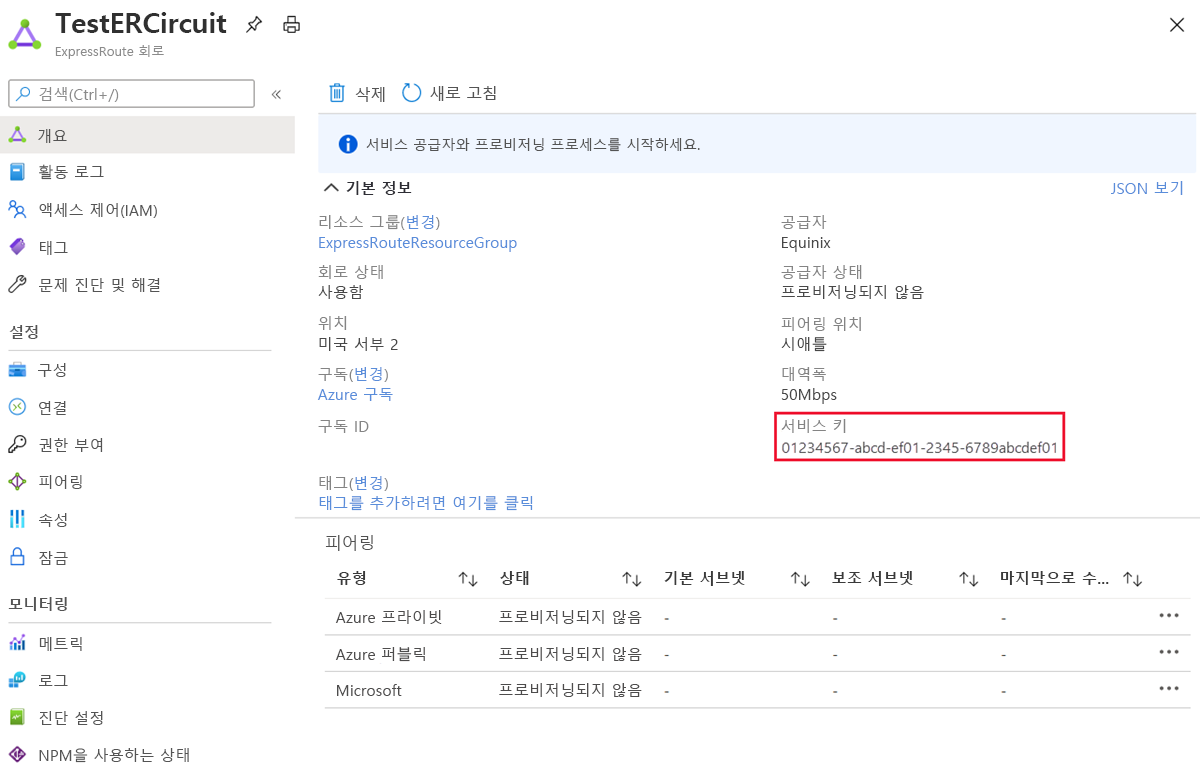 TestERCircuit
ExpressRoute 회로
검색(Ctrl+/)
«
개요
활동 로그
액세스 제어(IAM)
태그
문제 진단 및 해결
설정
구성
연결
권한 부여
피어링
속성
잠금
모니터링
메트릭
로그
진단 설정
NPM을 사용하는 상태
삭제
새로 고침
서비스 공급자와 프로비저닝 프로세스를 시작하세요.
기본 정보
JSON 보기
리소스 그룹(변경)
ExpressRouteResourceGroup
회로 상태
사용함
위치
미국 서부 2
구독(변경)
Azure 구독
구독 ID
태그(변경)
태그를 추가하려면 여기를 클릭
공급자
Equinix
공급자 상태
프로비저닝되지 않음
피어링 위치
시애틀
대역폭
50Mbps
서비스 키
01234567-abcd-ef01-2345-6789abcdef01
피어링
유형 상태 기본 서브넷 보조 서브넷 마지막으로 수...
Azure 프라이빗 프로비저닝되지 않음 - - - •••
Azure 퍼블릭 프로비저닝되지 않음 - - - •••
Microsoft 프로비저닝되지 않음 - - - •••